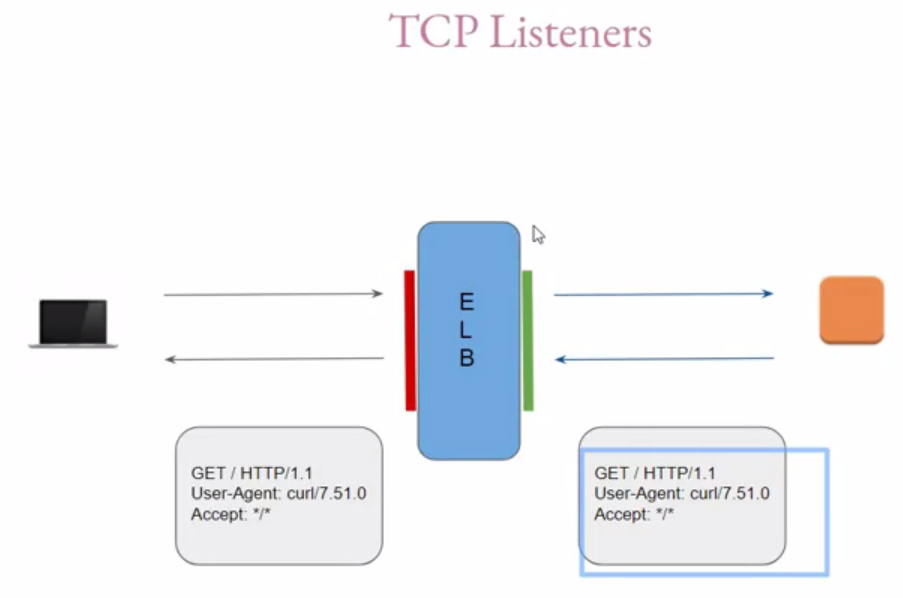 TCP Listeners
E
L
B
GET / HTTP/1.1
User-Agent: curl/7.51.0
Accept: */*
GET / HTTP/1.1
User-Agent: curl/7.51.0
Accept: */*